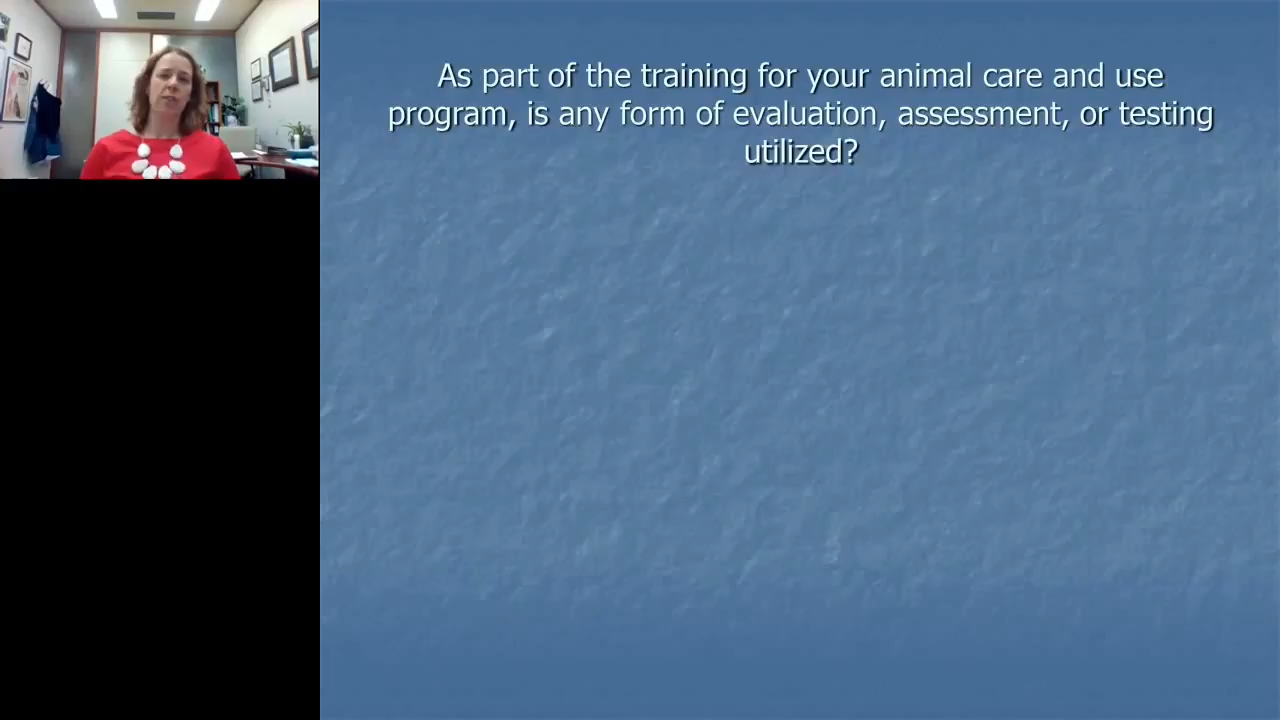 As part of the training for your animal care and use
program, is any form of evaluation, assessment, or testing
utilized?